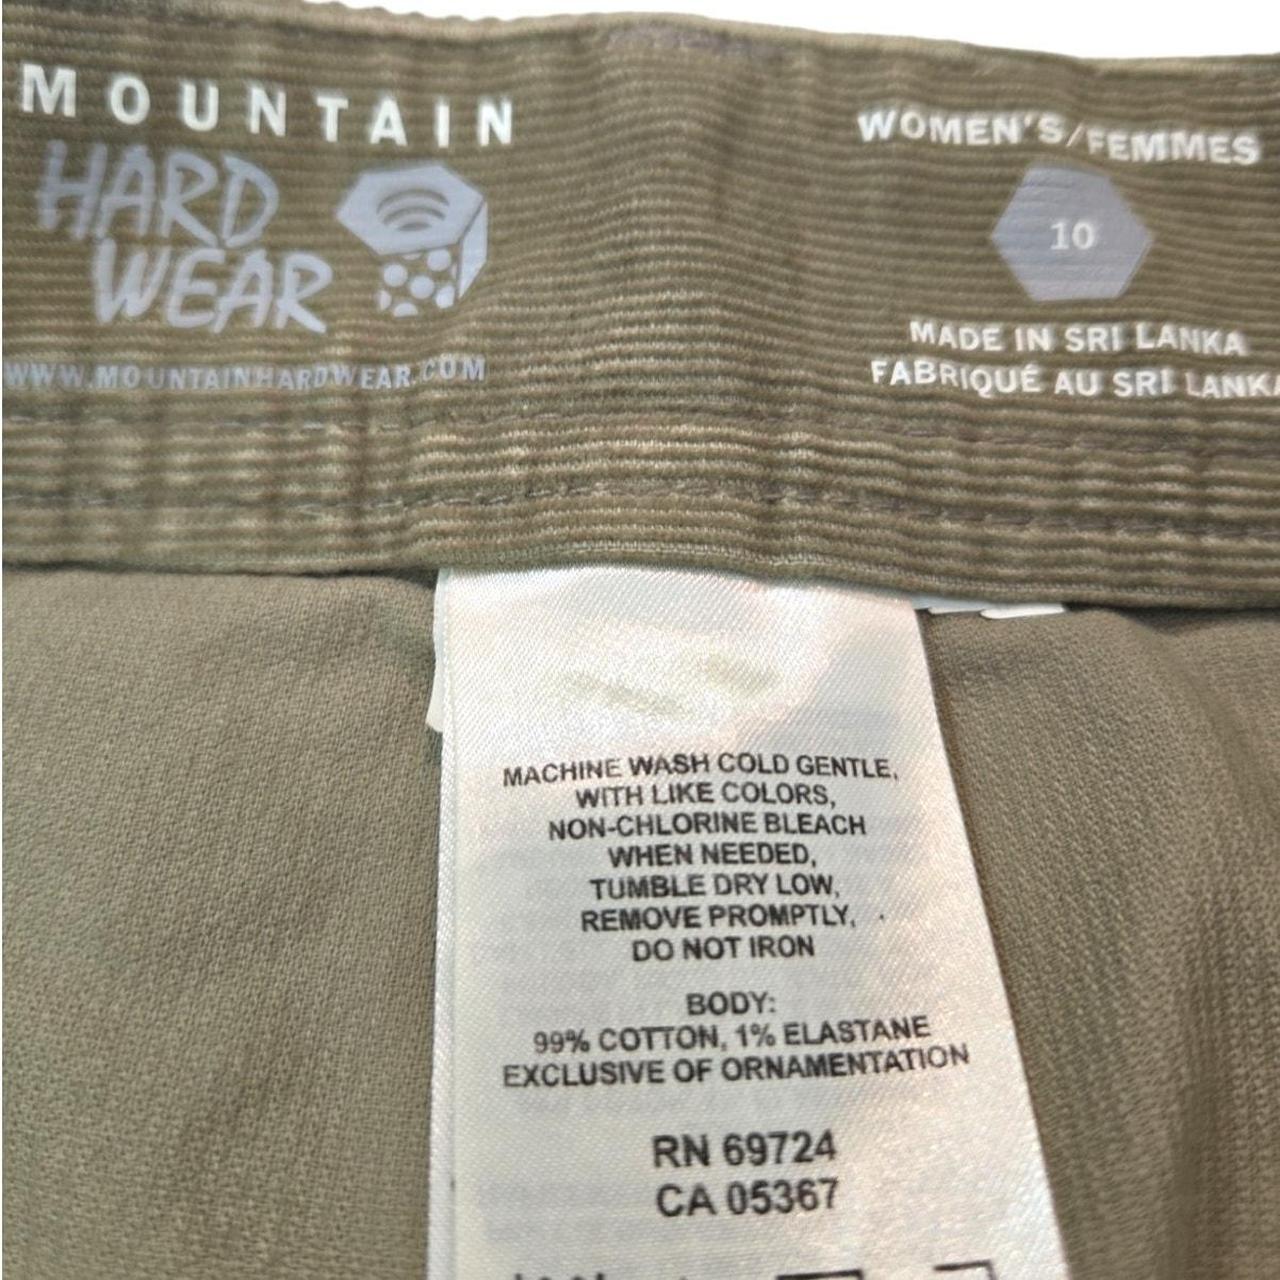 MOUNTAIN
HARD
WEAR
WWW.MOUNTAINHARDWEAR.COM
WOMEN'S/FEMMES
10
MADE IN SRI LANKA
FABRIQUÉ AU SRI LANKA
MACHINE WASH COLD GENTLE,
WITH LIKE COLORS,
NON-CHLORINE BLEACH
WHEN NEEDED,
TUMBLE DRY LOW,
REMOVE PROMPTLY,
DO NOT IRON
BODY:
99% COTTON, 1% ELASTANE
EXCLUSIVE OF ORNAMENTATION
RN 69724
CA 05367